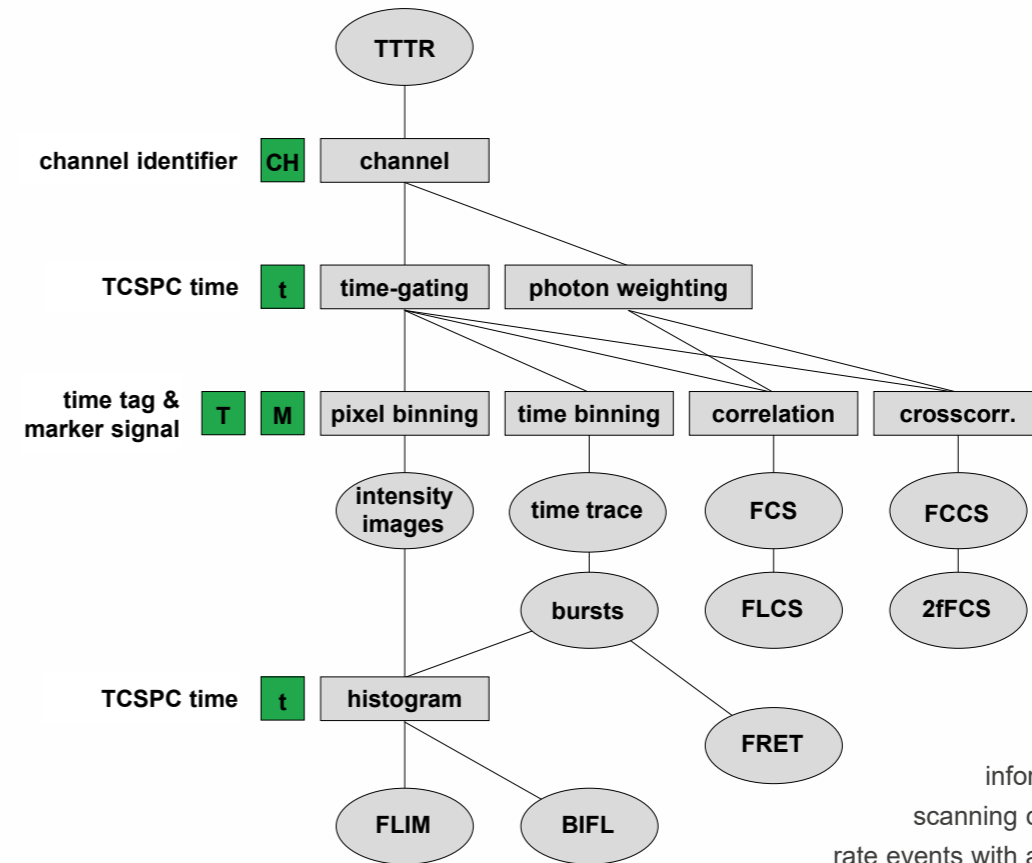 TTTR
channel identifier CH channel
TCSPC time t time-gating photon weighting
time tag &
marker signal T M pixel binning time binning correlation crosscorr.
intensity
images time trace FCS FCCS
bursts FLCS 2fFCS
TCSPC time t histogram
FRET
FLIM BIFL
scanning
rate events with a